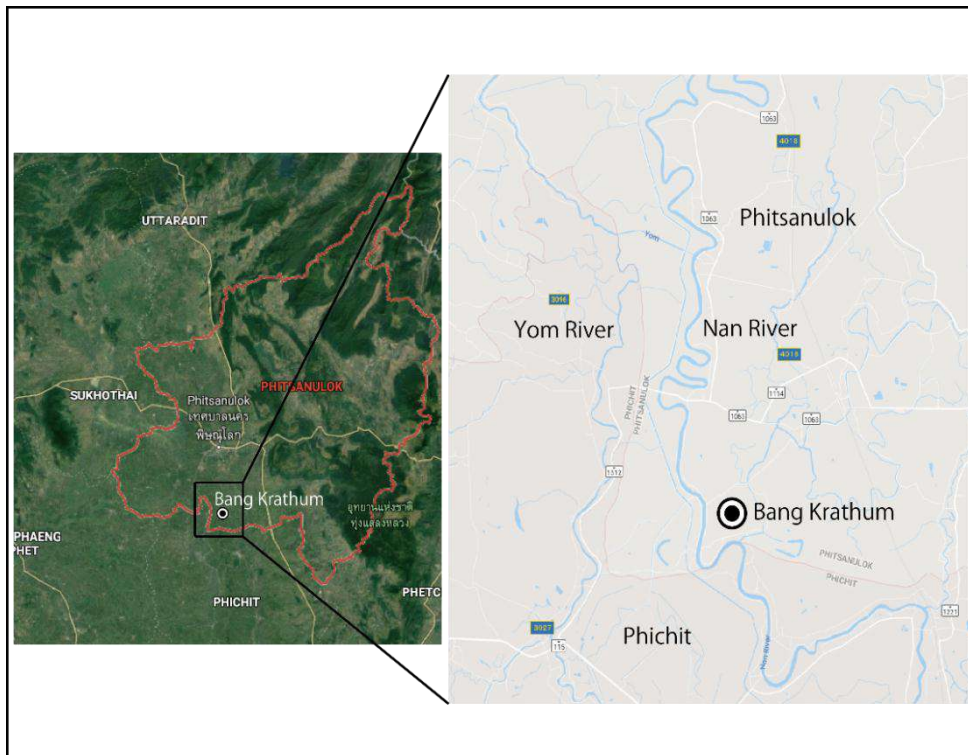 UTTARADIT
SUKHOTHAI
PHITSANULOK
Phitsanulok
เทศบาลนคร
พิษณุโลก
Bang Krathum
อุทยานแห่งชาติ
ทุ่งแสลงหลวง
PHAENG
PHET
PHICHIT
PHETC
1063
4018
Phitsanulok
1063
Yom
3096
Yom River
Nan River
4018
PHICHIT
PHITSANULOK
1114
1063
1063
1312
Bang Krathum
PHITSANULOK
PHICHIT
1221
3027
115
Phichit
Nan River